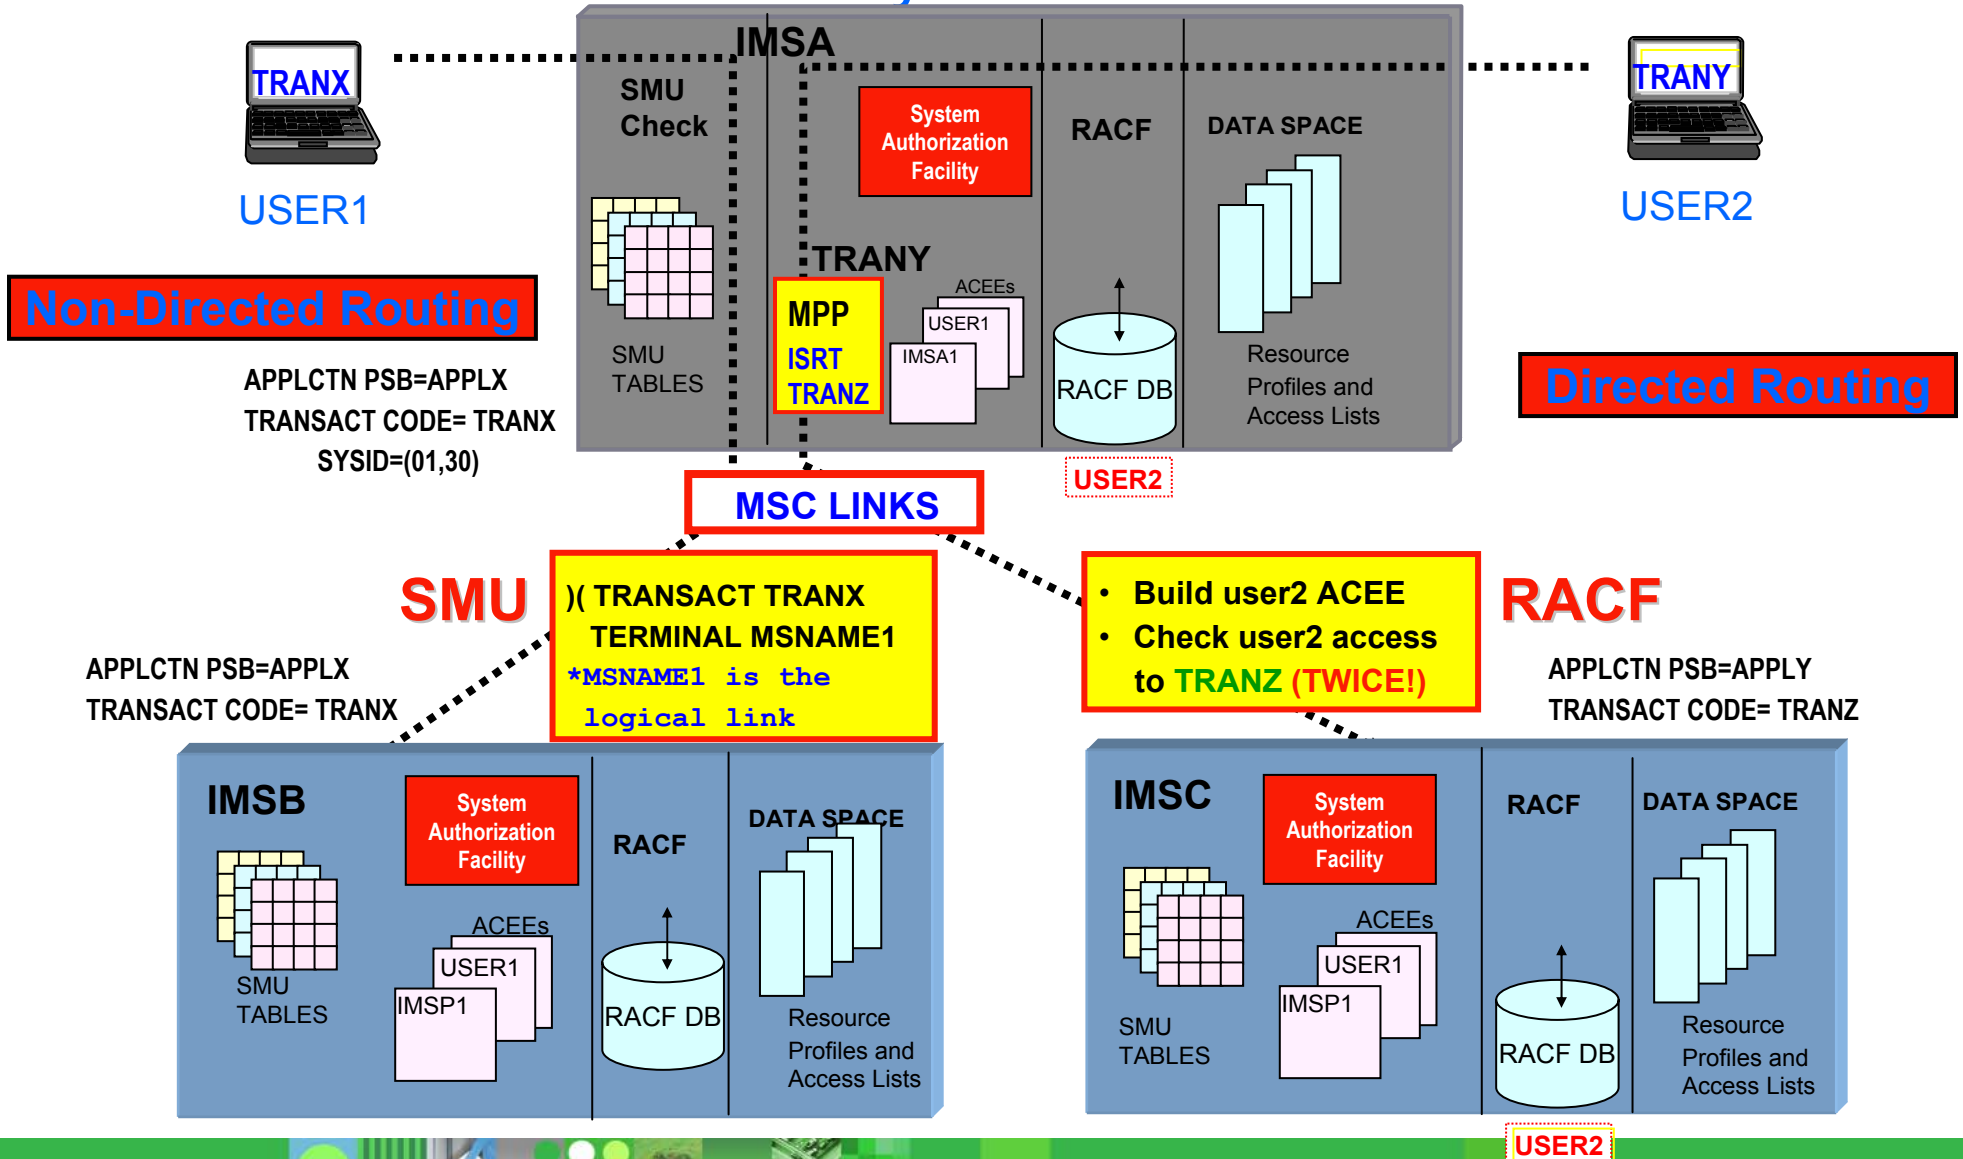 IMSA
TRANX
USER1
SMU
Check
System
Authorization
Facility
RACF
DATA SPACE
TRANY
USER2
Non-Directed Routing
APPLCTN PSB=APPLX
TRANSACT CODE= TRANX
SYSID=(01,30)
SMU
TABLES
TRANY
MPP
ISRT
TRANZ
ACEEs
USER1
IMSA1
RACF DB
Resource
Profiles and
Access Lists
Directed Routing
USER2
MSC LINKS
SMU
)( TRANSACT TRANX
TERMINAL MSNAME1
*MSNAME1 is the
logical link
• Build user2 ACEE
• Check user2 access
to TRANZ (TWICE!)
RACF
APPLCTN PSB=APPLX
TRANSACT CODE= TRANX
APPLCTN PSB=APPLY
TRANSACT CODE= TRANZ
IMSB
System
Authorization
Facility
RACF
DATA SPACE
SMU
TABLES
ACEEs
USER1
IMSP1
RACF DB
Resource
Profiles and
Access Lists
IMSC
System
Authorization
Facility
RACF
DATA SPACE
SMU
TABLES
ACEEs
USER1
IMSP1
RACF DB
Resource
Profiles and
Access Lists
USER2